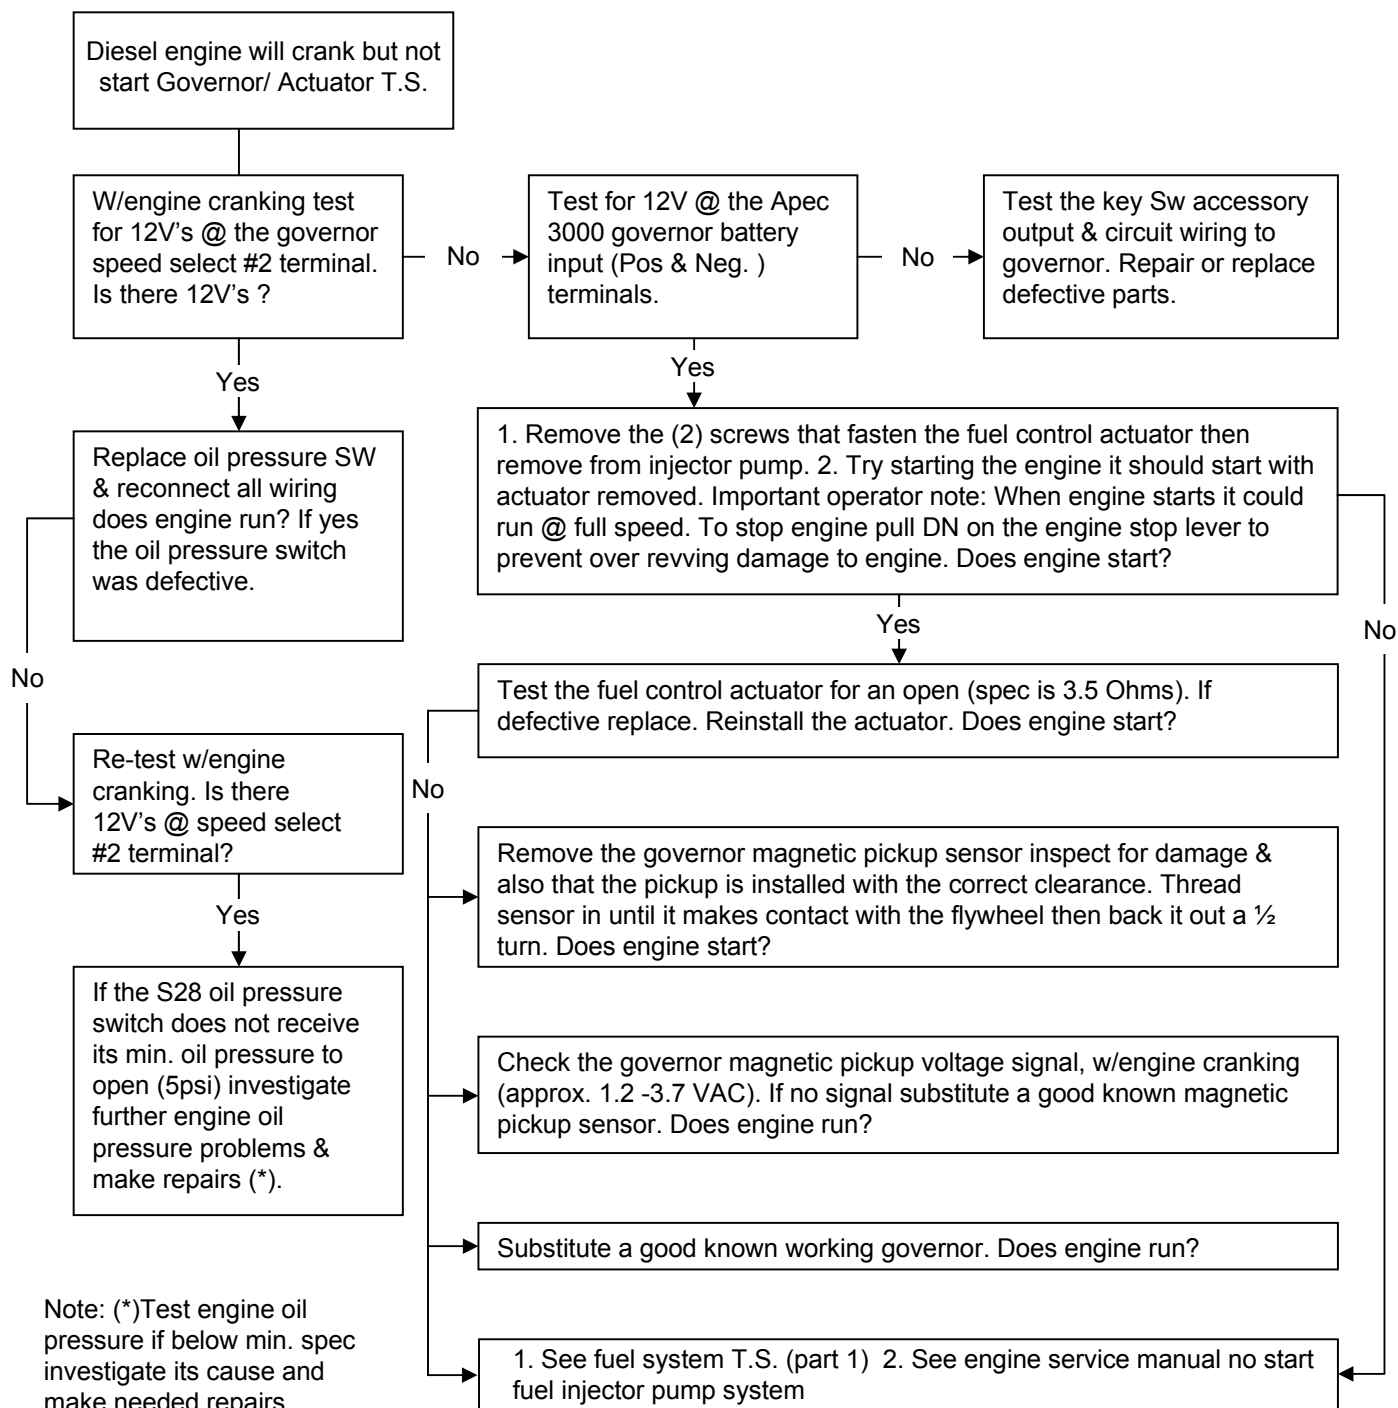 Diesel engine will crank but not
start Governor/ Actuator T.S.
W/engine cranking test
for 12V's @ the governor
speed select #2 terminal.
Is there 12V's ?
No
Test for 12V @ the Apec
3000 governor battery
input (Pos & Neg. )
terminals.
No
Test the key Sw accessory
output & circuit wiring to
governor. Repair or replace
defective parts.
Yes
Yes
Replace oil pressure SW
& reconnect all wiring
does engine run? If yes
the oil pressure switch
was defective.
1. Remove the (2) screws that fasten the fuel control actuator then
remove from injector pump. 2. Try starting the engine it should start with
actuator removed. Important operator note: When engine starts it could
run @ full speed. To stop engine pull DN on the engine stop lever to
prevent over revving damage to engine. Does engine start?
Yes
No
No
Test the fuel control actuator for an open (spec is 3.5 Ohms). If
defective replace. Reinstall the actuator. Does engine start?
Re-test w/engine
cranking. Is there
12V's @ speed select
#2 terminal?
No
Remove the governor magnetic pickup sensor inspect for damage &
also that the pickup is installed with the correct clearance. Thread
sensor in until it makes contact with the flywheel then back it out a ½
turn. Does engine start?
Yes
If the S28 oil pressure
switch does not receive
its min. oil pressure to
open (5psi) investigate
further engine oil
pressure problems &
make repairs (*).
Check the governor magnetic pickup voltage signal, w/engine cranking
(approx. 1.2 -3.7 VAC). If no signal substitute a good known magnetic
pickup sensor. Does engine run?
Substitute a good known working governor. Does engine run?
Note: (*)Test engine oil
pressure if below min. spec
investigate its cause and
make needed repairs
1. See fuel system T.S. (part 1) 2. See engine service manual no start
fuel injector pump system